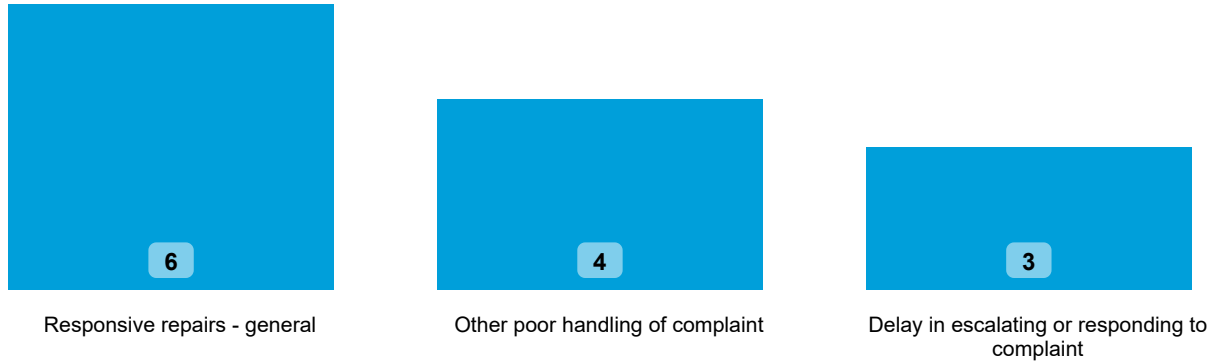 6
4
3
Responsive repairs - general
Other poor handling of complaint
Delay in escalating or responding to
complaint